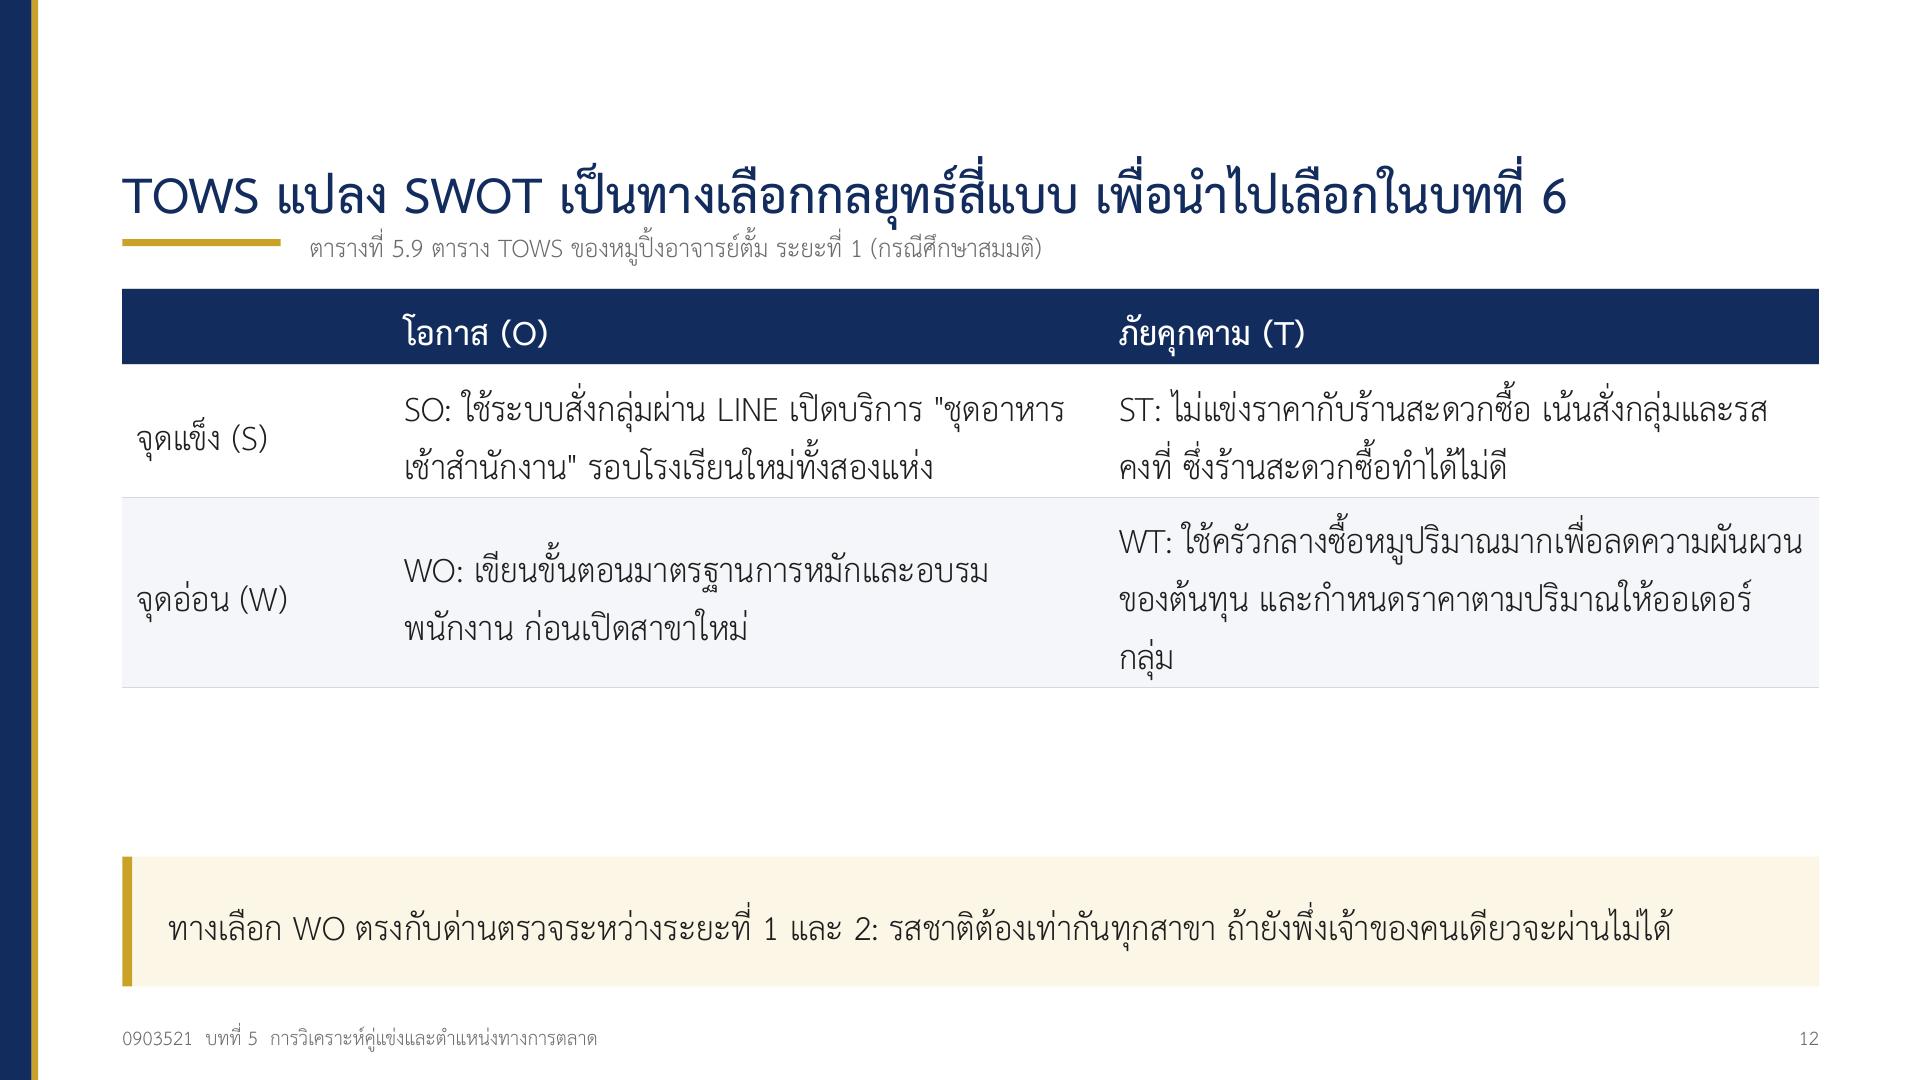 TOWS แปลง SWOT เป็นทางเลือกกลยุทธ์สี่แบบ เพื่อนำไปเลือกในบทที่ 6
ตารางที่ 5.9 ตาราง TOWS ของหมูปิ้งอาจารย์ตั้ม ระยะที่ 1 (กรณีศึกษาสมมติ)
โอกาส (O)
ภัยคุกคาม (T)
จุดแข็ง (S)
SO: ใช้ระบบสั่งกลุ่มผ่าน LINE เปิดบริการ "ชุดอาหาร
เช้าสำนักงาน" รอบโรงเรียนใหม่ทั้งสองแห่ง
ST: ไม่แข่งราคากับร้านสะดวกซื้อ เน้นสั่งกลุ่มและรส
คงที่ ซึ่งร้านสะดวกซื้อทำได้ไม่ดี
จุดอ่อน (W)
WO: เขียนขั้นตอนมาตรฐานการหมักและอบรม
พนักงาน ก่อนเปิดสาขาใหม่
WT: ใช้ครัวกลางซื้อหมูปริมาณมากเพื่อลดความผันผวน
ของต้นทุน และกำหนดราคาตามปริมาณให้ออเดอร์
กลุ่ม
ทางเลือก WO ตรงกับด่านตรวจระหว่างระยะที่ 1 และ 2: รสชาติต้องเท่ากันทุกสาขา ถ้ายังพึ่งเจ้าของคนเดียวจะผ่านไม่ได้
0903521 บทที่ 5 การวิเคราะห์คู่แข่งและตำแหน่งทางการตลาด
12